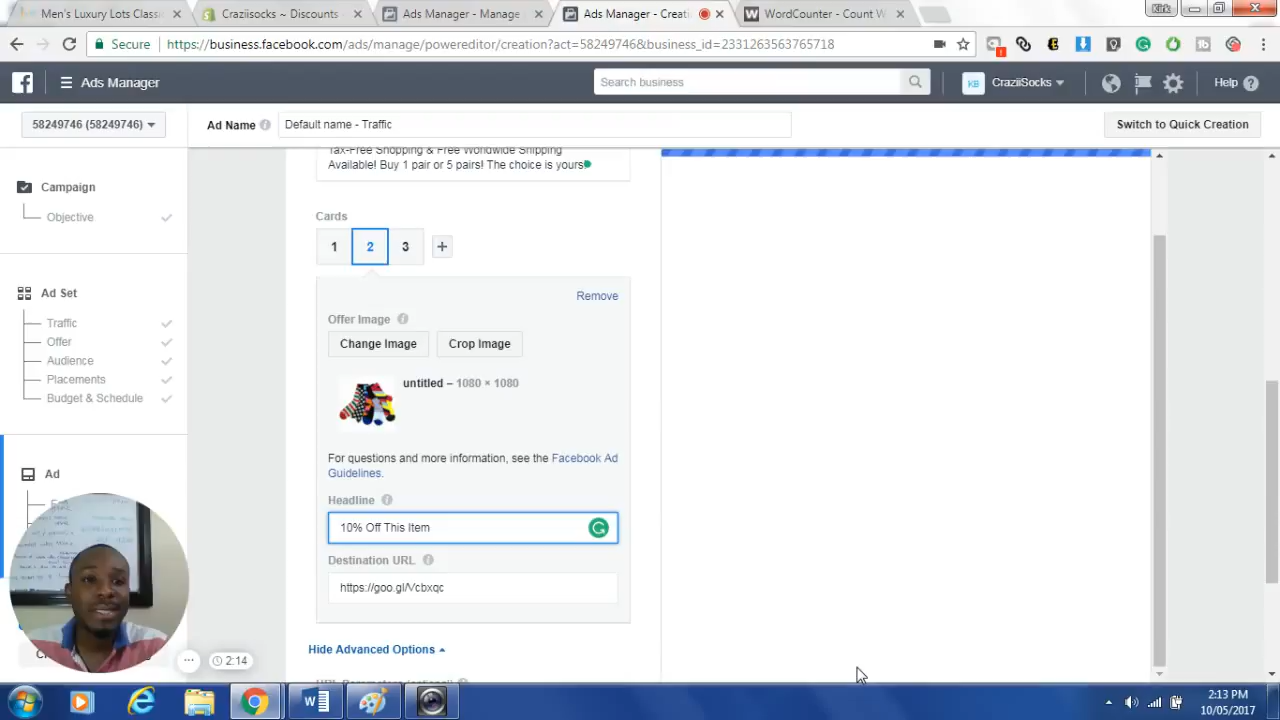 Men's Luxury Lots Classi
Craziisocks ~ Discounts
Ads Manager - Manage
Ads Manager - Creati
WordCounter - Count W
Secure
https://business.facebook.com/ads/manage/powereditor/creation?act=58249746&business_id=2331263563765718
Ads Manager
Search business
KB
CraziiSocks
Help
58249746 (58249746)
Ad Name
Default name - Traffic
Switch to Quick Creation
Tax-Free Shopping & Free Worldwide Shipping
Available! Buy 1 pair or 5 pairs! The choice is yours
Campaign
Objective
Cards
1
2
3
+
Ad Set
Remove
Traffic
Offer Image
Offer
Change Image
Crop Image
Audience
Placements
untitled – 1080 × 1080
Budget & Schedule
For questions and more information, see the Facebook Ad
Guidelines.
Ad
Headline
10% Off This Item
Destination URL
https://goo.gl/Vcbxqc
Hide Advanced Options
2:14
URL Parameters (optional)
2:13 PM
10/05/2017